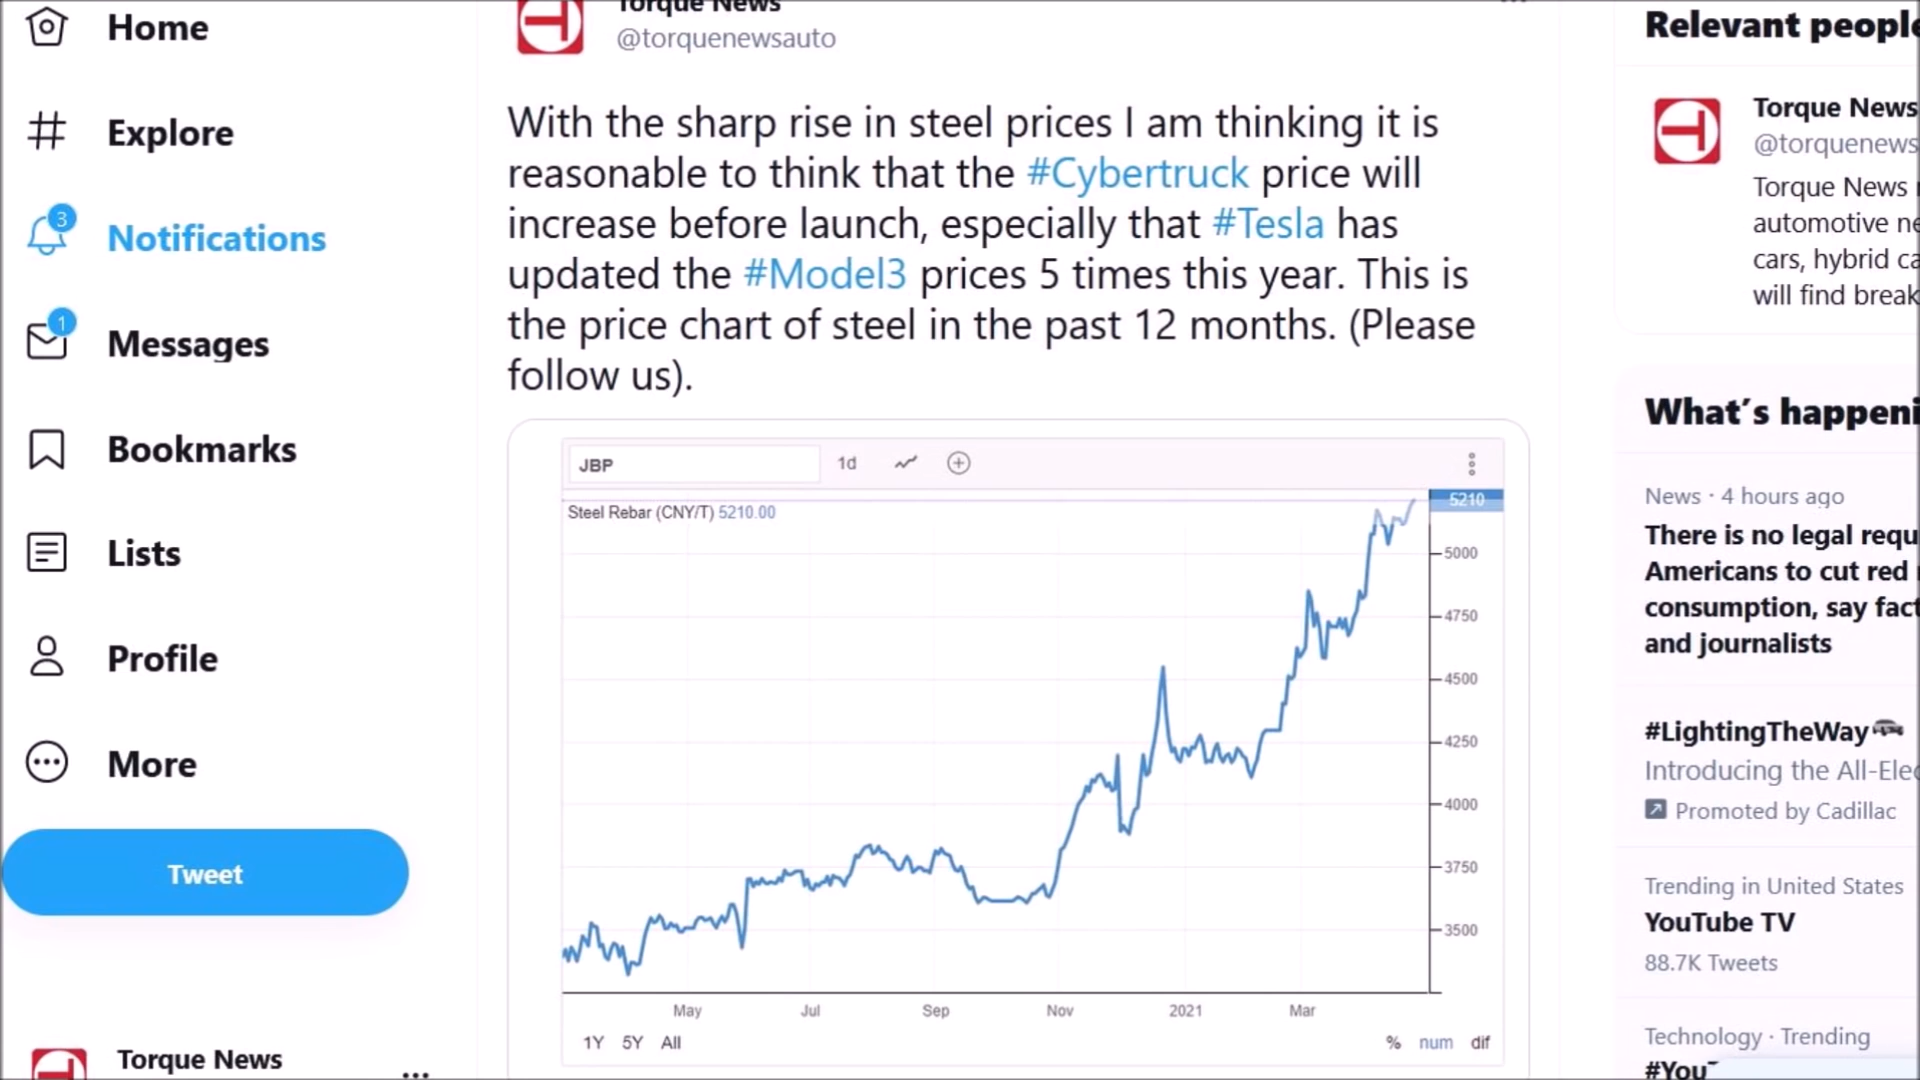 Home
Explore
3
Notifications
1
Messages
Bookmarks
Lists
Profile
More
Tweet
Torque News
Torque News
@torquenewsauto
With the sharp rise in steel prices I am thinking it is
reasonable to think that the #Cybertruck price will
increase before launch, especially that #Tesla has
updated the #Model3 prices 5 times this year. This is
the price chart of steel in the past 12 months. (Please
follow us).
JBP
1d
Steel Rebar (CNY/T) 5210.00
5210
5000
4750
4500
4250
4000
3750
3500
May
Jul
Sep
Nov
2021
Mar
1Y 5Y All
% num dif
Relevant people
Torque News
@torquenews
Torque News
automotive ne
cars, hybrid ca
will find break
What's happeni
News · 4 hours ago
There is no legal requ
Americans to cut red
consumption, say fact
and journalists
#LightingTheWay
Introducing the All-Elec
Promoted by Cadillac
Trending in United States
YouTube TV
88.7K Tweets
Technology · Trending
#You